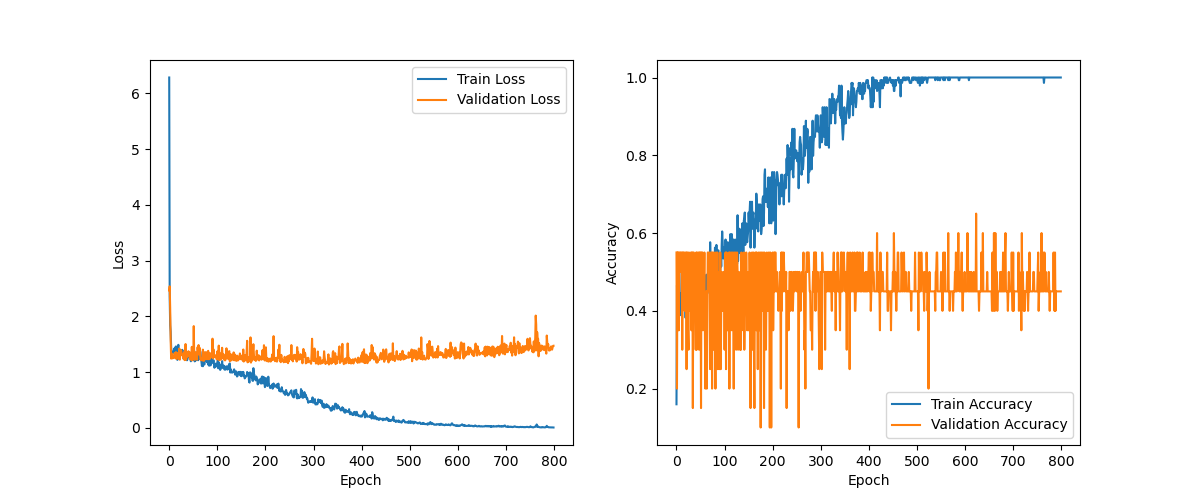 Train Loss
Validation Loss
6
5
4
3
2
1
0
Loss
0 100 200 300 400 500 600 700 800
Epoch
1.0
0.8
0.6
0.4
0.2
Accuracy
Train Accuracy
Validation Accuracy
0 100 200 300 400 500 600 700 800
Epoch